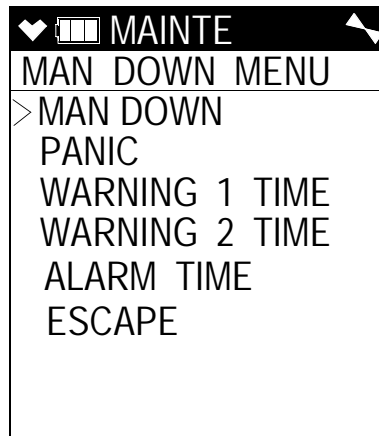 MAINTE
MAN DOWN MENU
>MAN DOWN
PANIC
WARNING 1 TIME
WARNING 2 TIME
ALARM TIME
ESCAPE